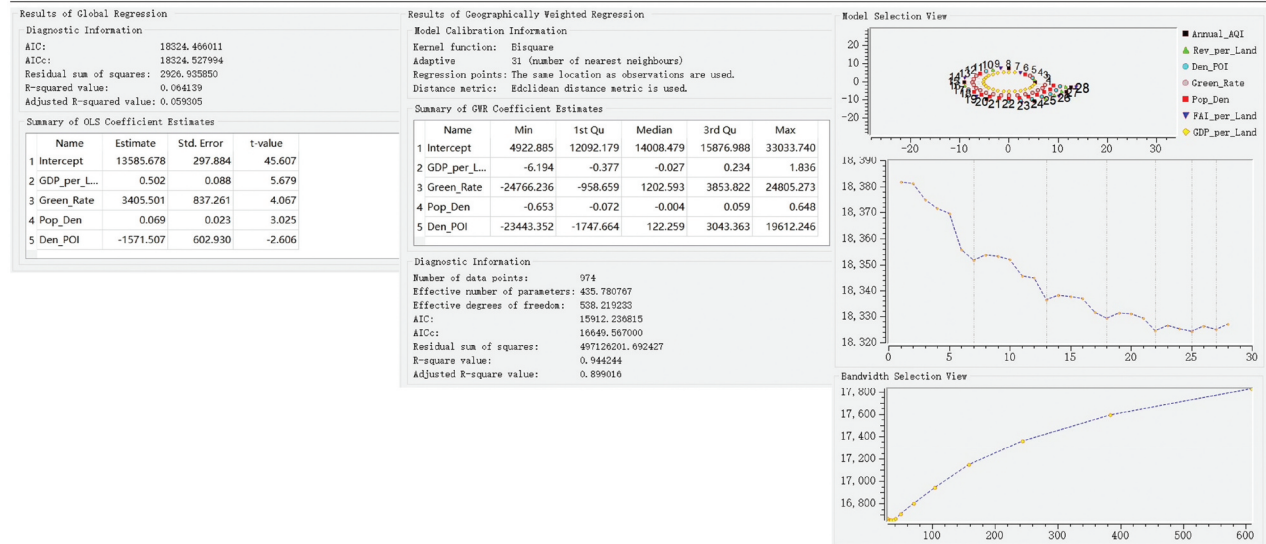 Results of Global Regression
Diagnostic Information
AIC: 18324.466011
AICc: 18324.527994
Residual sum of squares: 2926.935850
R-squared value: 0.064139
Adjusted R-squared value: 0.059305
Summary of OLS Coefficient Estimates
Name Estimate Std. Error t-value
1 Intercept 13585.678 297.884 45.607
2 GDP_per_L... 0.502 0.088 5.679
3 Green_Rate 3405.501 837.261 4.067
4 Pop_Den 0.069 0.023 3.025
5 Den_POI -1571.507 602.930 -2.606
Results of Geographically Weighted Regression
Model Calibration Information
Kernel function: Bisquare
Adaptive 31 (number of nearest neighbours)
Regression points: The same location as observations are used.
Distance metric: Edclidean distance metric is used.
Summary of GWR Coefficient Estimates
Name Min 1st Qu Median 3rd Qu Max
1 Intercept 4922.885 12092.179 14008.479 15876.988 33033.740
2 GDP_per_L... -6.194 -0.377 -0.027 0.234 1.836
3 Green_Rate -24766.236 -958.659 1202.593 3853.822 24805.273
4 Pop_Den -0.653 -0.072 -0.004 0.059 0.648
5 Den_POI -23443.352 -1747.664 122.259 3043.363 19612.246
Diagnostic Information
Number of data points: 974
Effective number of parameters: 435.780767
Effective degrees of freedom: 538.219233
AIC: 15912.236815
AICc: 16649.567000
Residual sum of squares: 497126201.692427
R-square value: 0.944244
Adjusted R-square value: 0.899016
Model Selection View
20
10
0
-10
-20
-20 -10 0 10 20 30
Annual_AQI
Rev_per_Land
Den_POI
Green_Rate
Pop_Den
FAI_per_Land
GDP_per_Land
18,390
18,380
18,370
18,360
18,350
18,340
18,330
18,320
0 5 10 15 20 25 30
Bandwidth Selection View
17,800
17,600
17,400
17,200
17,000
16,800
100 200 300 400 500 600